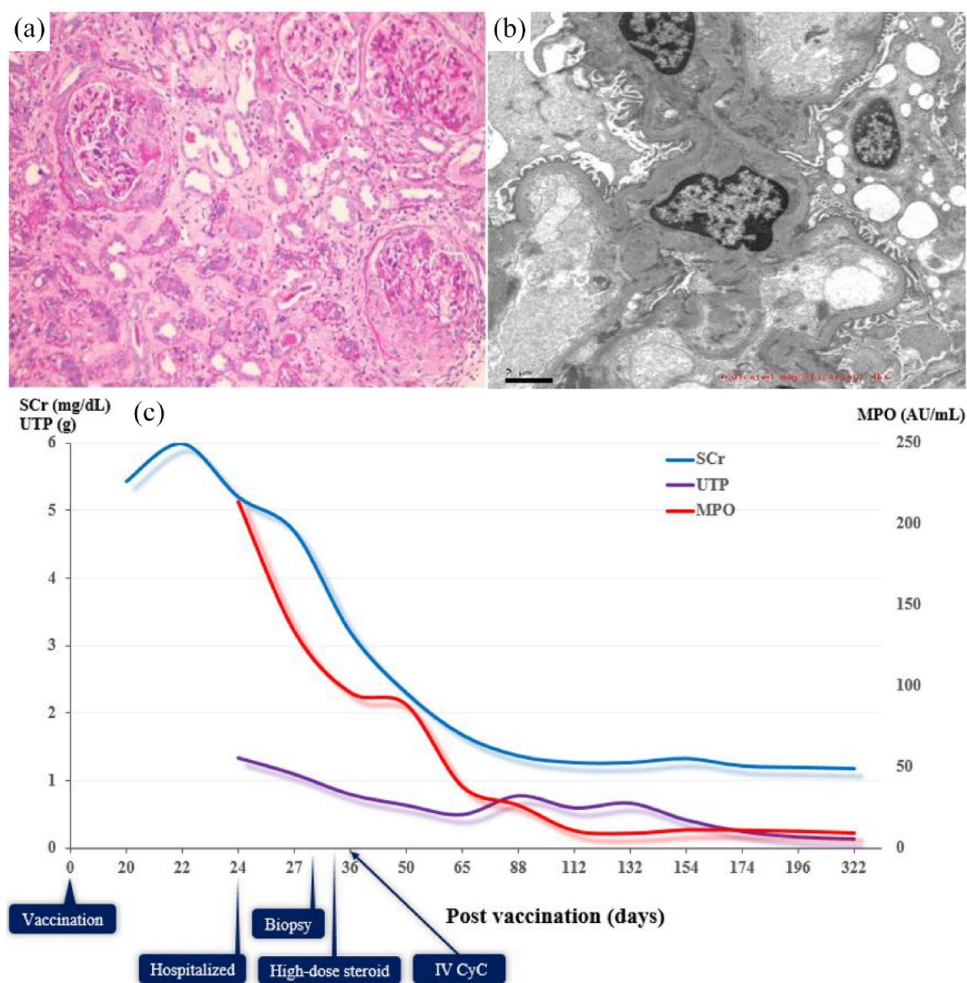 (a)
(b)
2 µm
SCr (mg/dL)
UTP (g)
(c)
MPO (AU/mL)
6
5
4
3
2
1
0
SCr
UTP
MPO
250
200
150
100
50
0
0 20 22 24 27 36 50 65 88 112 132 154 174 196 322
Post vaccination (days)
Vaccination
Biopsy
Hospitalized
High-dose steroid
IV CyC